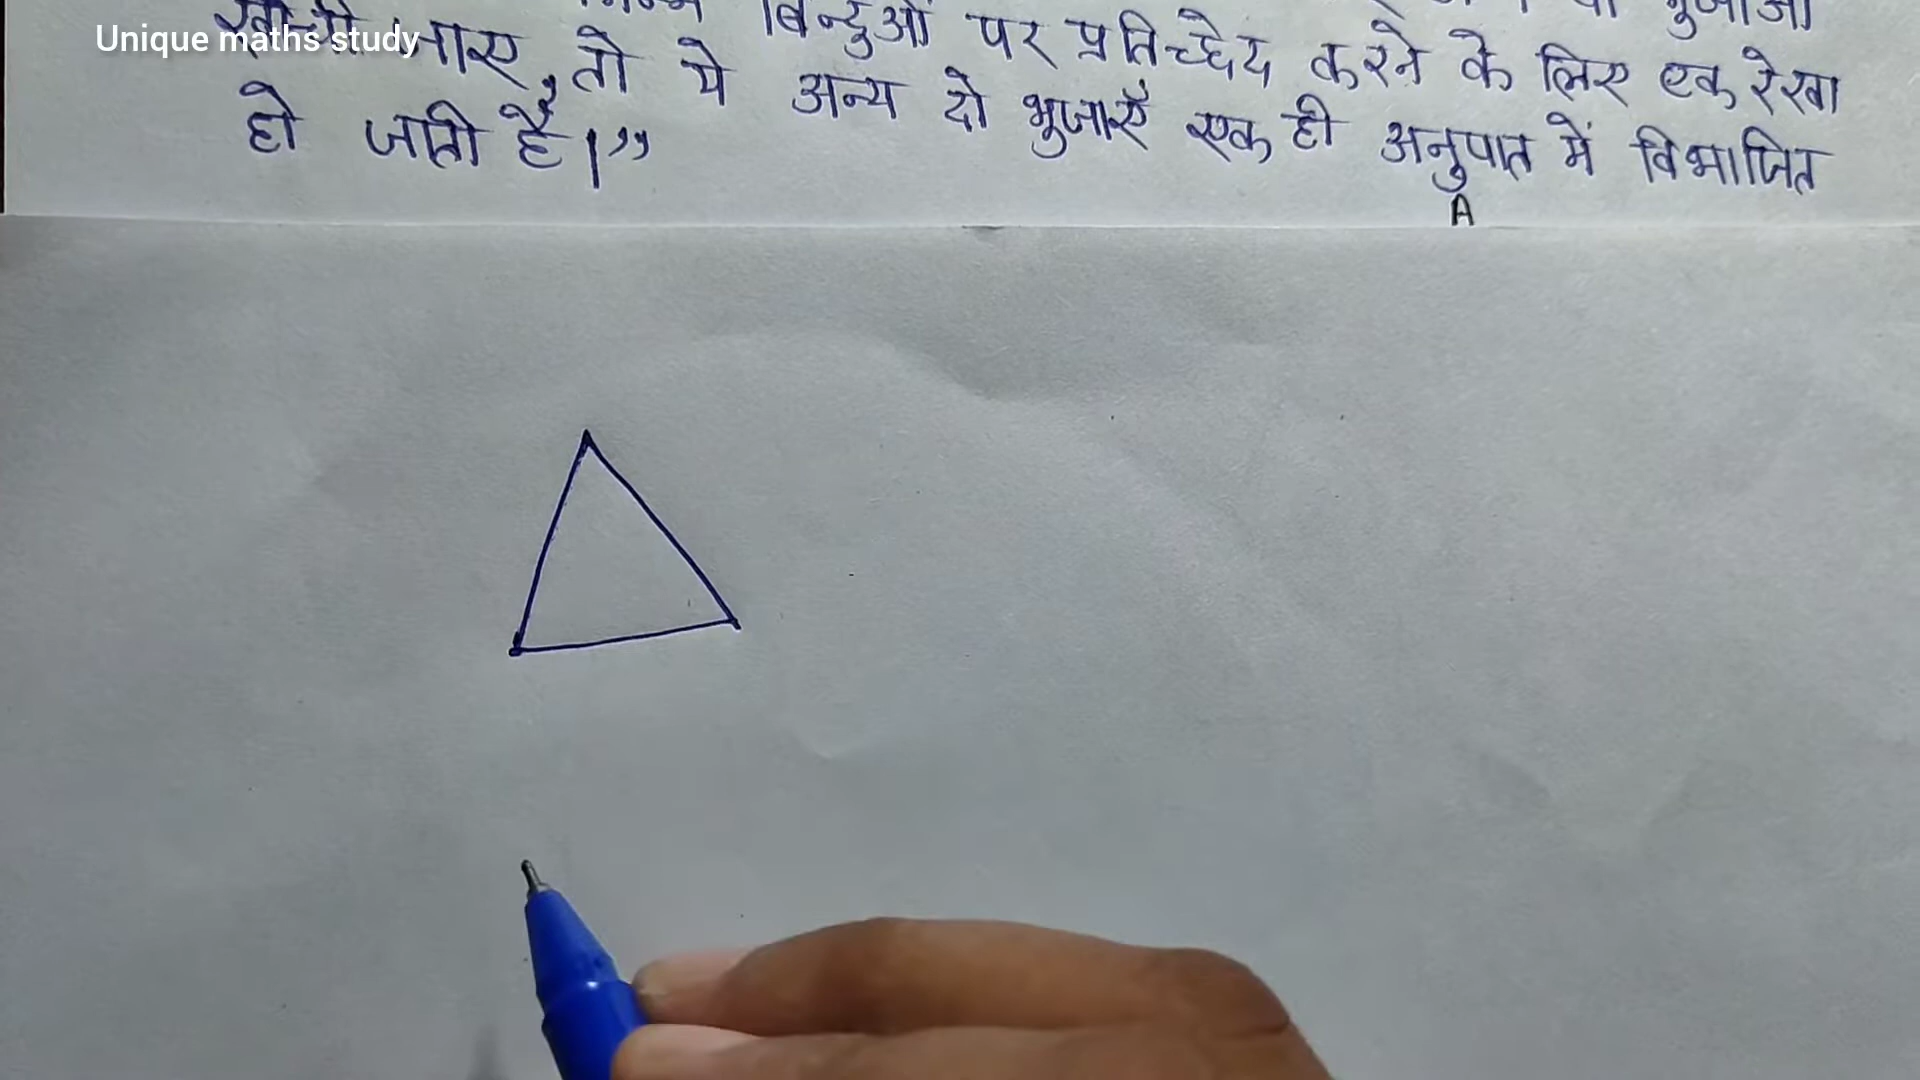 Unique maths study
बिन्दुओं पर प्रतिच्छेद करने के लिए एक रेखा
जाए, तो ये अन्य दो भुजाएँ एक ही अनुपात में विभाजित
हो जाती हैं।”
A